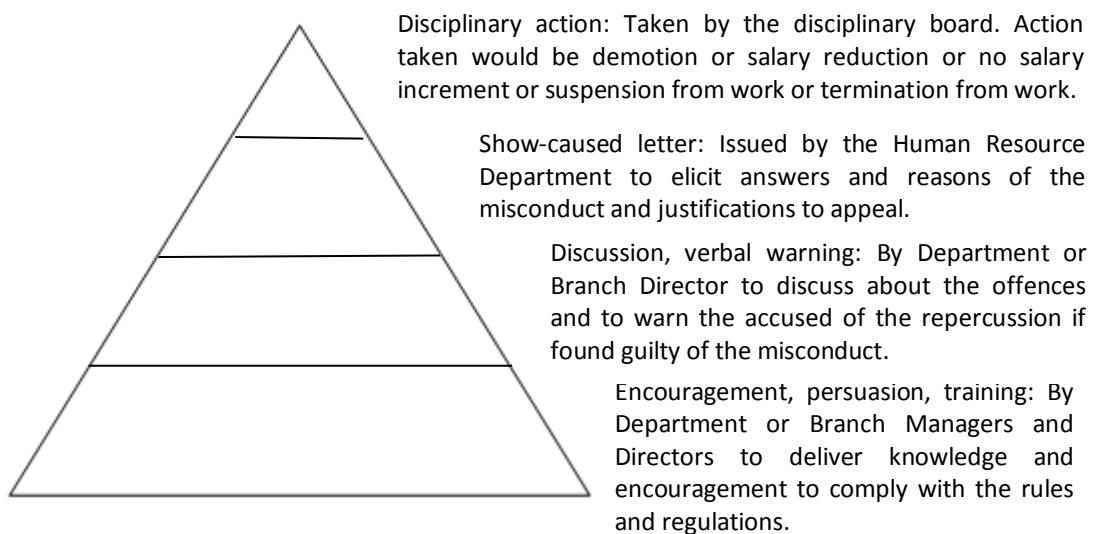 Disciplinary action: Taken by the disciplinary board. Action
taken would be demotion or salary reduction or no salary
increment or suspension from work or termination from work.
Show-caused letter: Issued by the Human Resource
Department to elicit answers and reasons of the
misconduct and justifications to appeal.
Discussion, verbal warning: By Department or
Branch Director to discuss about the offences
and to warn the accused of the repercussion if
found guilty of the misconduct.
Encouragement, persuasion, training: By
Department or Branch Managers and
Directors to deliver knowledge and
encouragement to comply with the rules
and regulations.